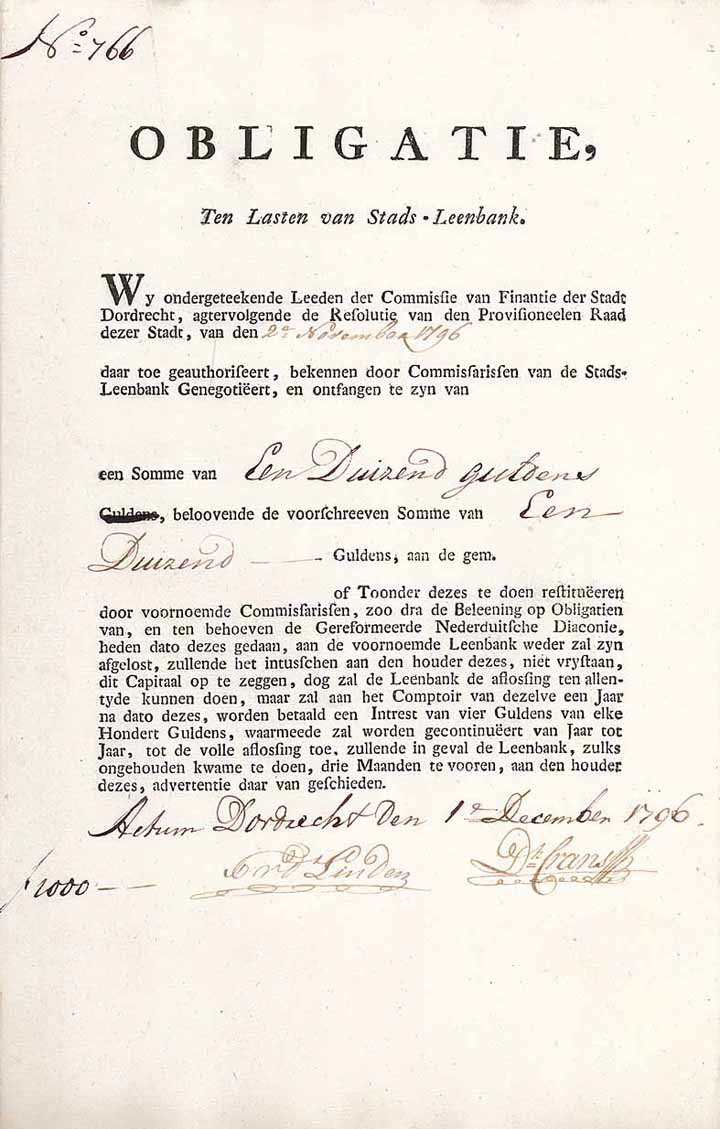 No 766
OBLIGATIE,
Ten Lasten van Stads-Leenbank.
Wy ondergeteekende Leeden der Commiſſie van Finantie der Stadt
Dordrecht, agtervolgende de Reſolutie van den Proviſioneelen Raad
dezer Stadt, van den 2e November 1796
daar toe geauthoriſeert, bekennen door Commiſſariſſen van de Stads-
Leenbank Genegotiëert, en ontfangen te zyn van
een Somme van Een Duizend guldens
Guldens, beloovende de voorſchreeven Somme van Een
Duizend —— Guldens, aan de gem.
of Toonder dezes te doen reſtituëeren
door voornoemde Commiſſariſſen, zoo dra de Beleening op Obligatien
van, en ten behoeven de Gereformeerde Nederduitſche Diaconie,
heden dato dezes gedaan, aan de voornoemde Leenbank weder zal zyn
afgelost, zullende het intusſchen aan den houder dezes, niet vryſtaan,
dit Capitaal op te zeggen, dog zal de Leenbank de afloſſing ten allen-
tyde kunnen doen, maar zal aan het Comptoir van dezelve een Jaar
na dato dezes, worden betaald een Intrest van vier Guldens van elke
Hondert Guldens, waarmeede zal worden gecontinuëert van Jaar tot
Jaar, tot de volle afloſſing toe, zullende in geval de Leenbank, zulks
ongehouden kwame te doen, drie Maanden te vooren, aan den houder
dezes, advertentie daar van geſchieden.
Actum Dordrecht den 1e December 1796.
ƒ 1000 ——